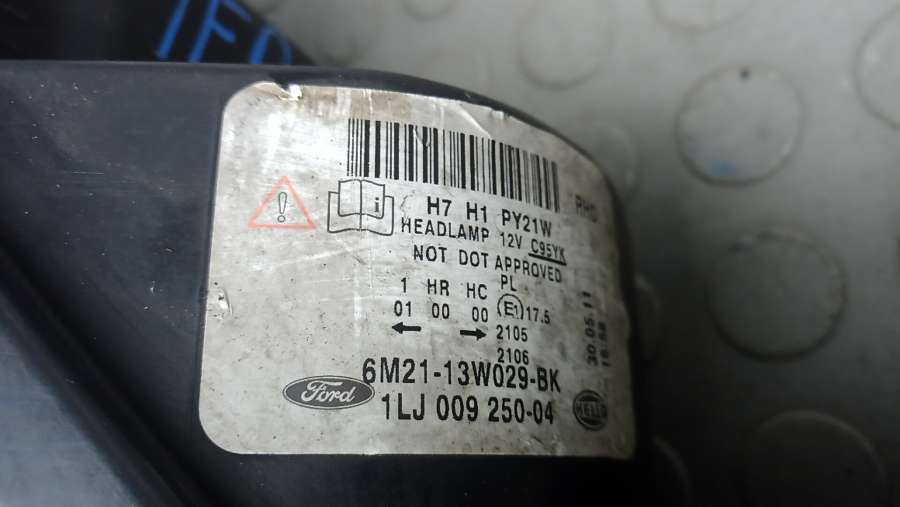 RHD
H7 H1 PY21W
HEADLAMP 12V C95YK
NOT DOT APPROVED
1 HR HC PL
01 00 00 E1 17.5
2105
2106
6M21-13W029-BK
Ford
1LJ 009 250-04
HELLA
30.05.11